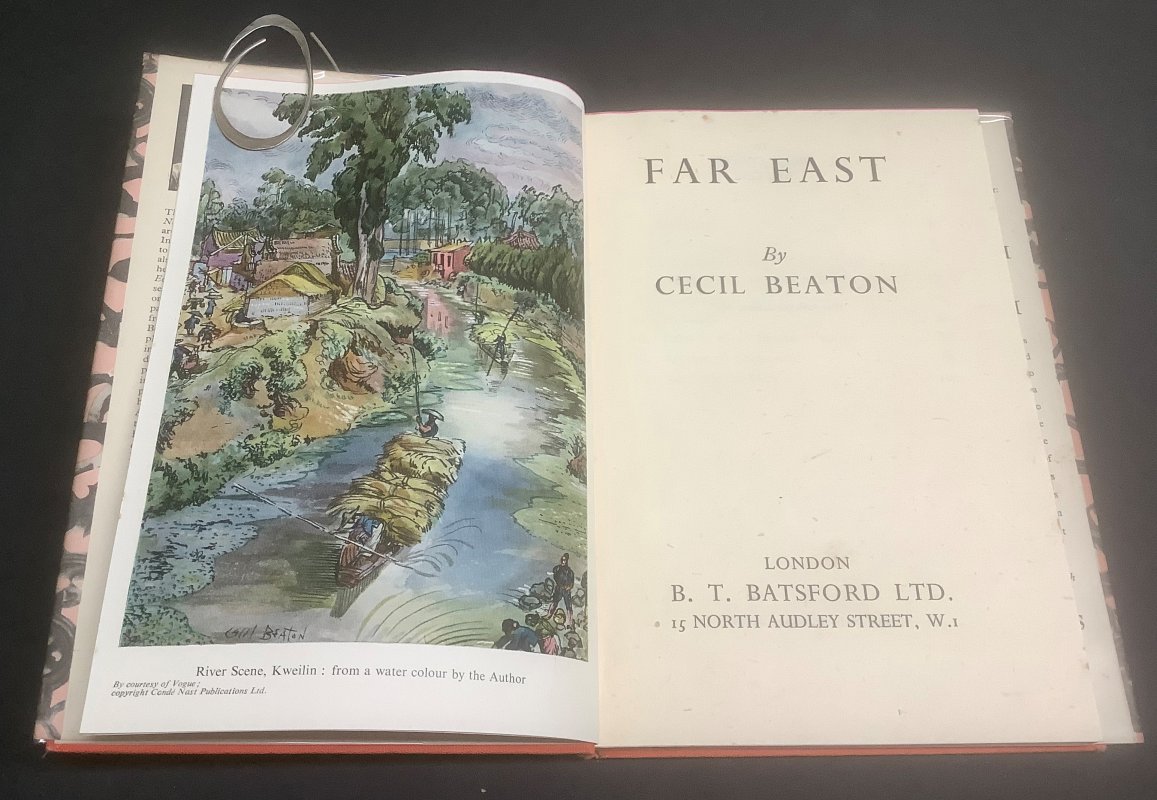 CECIL BEATON
River Scene, Kweilin : from a water colour by the Author
By courtesy of Vogue;
copyright Condé Nast Publications Ltd.
FAR EAST
By
CECIL BEATON
LONDON
B. T. BATSFORD LTD.
15 NORTH AUDLEY STREET, W.1